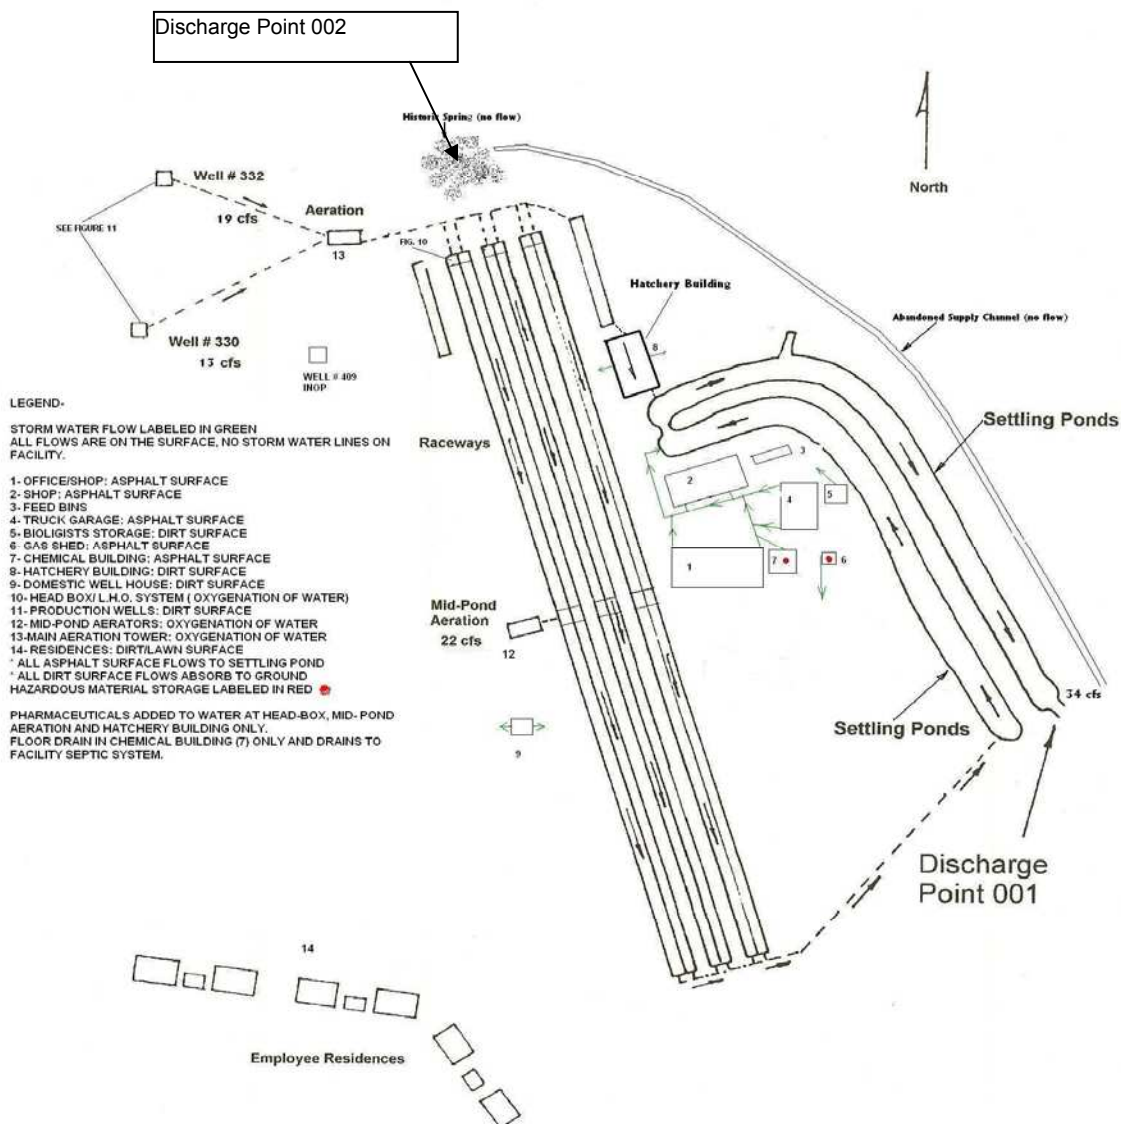 Discharge Point 002
Historic Spring (no flow)
North
Well # 332
19 cfs
Aeration
13
SEE FIGURE 11
FIG. 10
Well # 330
13 cfs
WELL # 409
INOP
Hatchery Building
8
Abandoned Supply Channel (no flow)
Settling Ponds
Raceways
LEGEND-
STORM WATER FLOW LABELED IN GREEN
ALL FLOWS ARE ON THE SURFACE, NO STORM WATER LINES ON
FACILITY.
1- OFFICE/SHOP: ASPHALT SURFACE
2- SHOP: ASPHALT SURFACE
3- FEED BINS
4- TRUCK GARAGE: ASPHALT SURFACE
5- BIOLIGISTS STORAGE: DIRT SURFACE
6- GAS SHED: ASPHALT SURFACE
7- CHEMICAL BUILDING: ASPHALT SURFACE
8- HATCHERY BUILDING: DIRT SURFACE
9- DOMESTIC WELL HOUSE: DIRT SURFACE
10- HEAD BOX/ L.H.O. SYSTEM ( OXYGENATION OF WATER)
11- PRODUCTION WELLS: DIRT SURFACE
12- MID-POND AERATORS: OXYGENATION OF WATER
13-MAIN AERATION TOWER: OXYGENATION OF WATER
14- RESIDENCES: DIRT/LAWN SURFACE
* ALL ASPHALT SURFACE FLOWS TO SETTLING POND
* ALL DIRT SURFACE FLOWS ABSORB TO GROUND
HAZARDOUS MATERIAL STORAGE LABELED IN RED
PHARMACEUTICALS ADDED TO WATER AT HEAD-BOX, MID- POND
AERATION AND HATCHERY BUILDING ONLY.
FLOOR DRAIN IN CHEMICAL BUILDING (7) ONLY AND DRAINS TO
FACILITY SEPTIC SYSTEM.
3
2
4
5
1
7
6
Mid-Pond
Aeration
22 cfs
12
9
34 cfs
Settling Ponds
Discharge
Point 001
14
Employee Residences